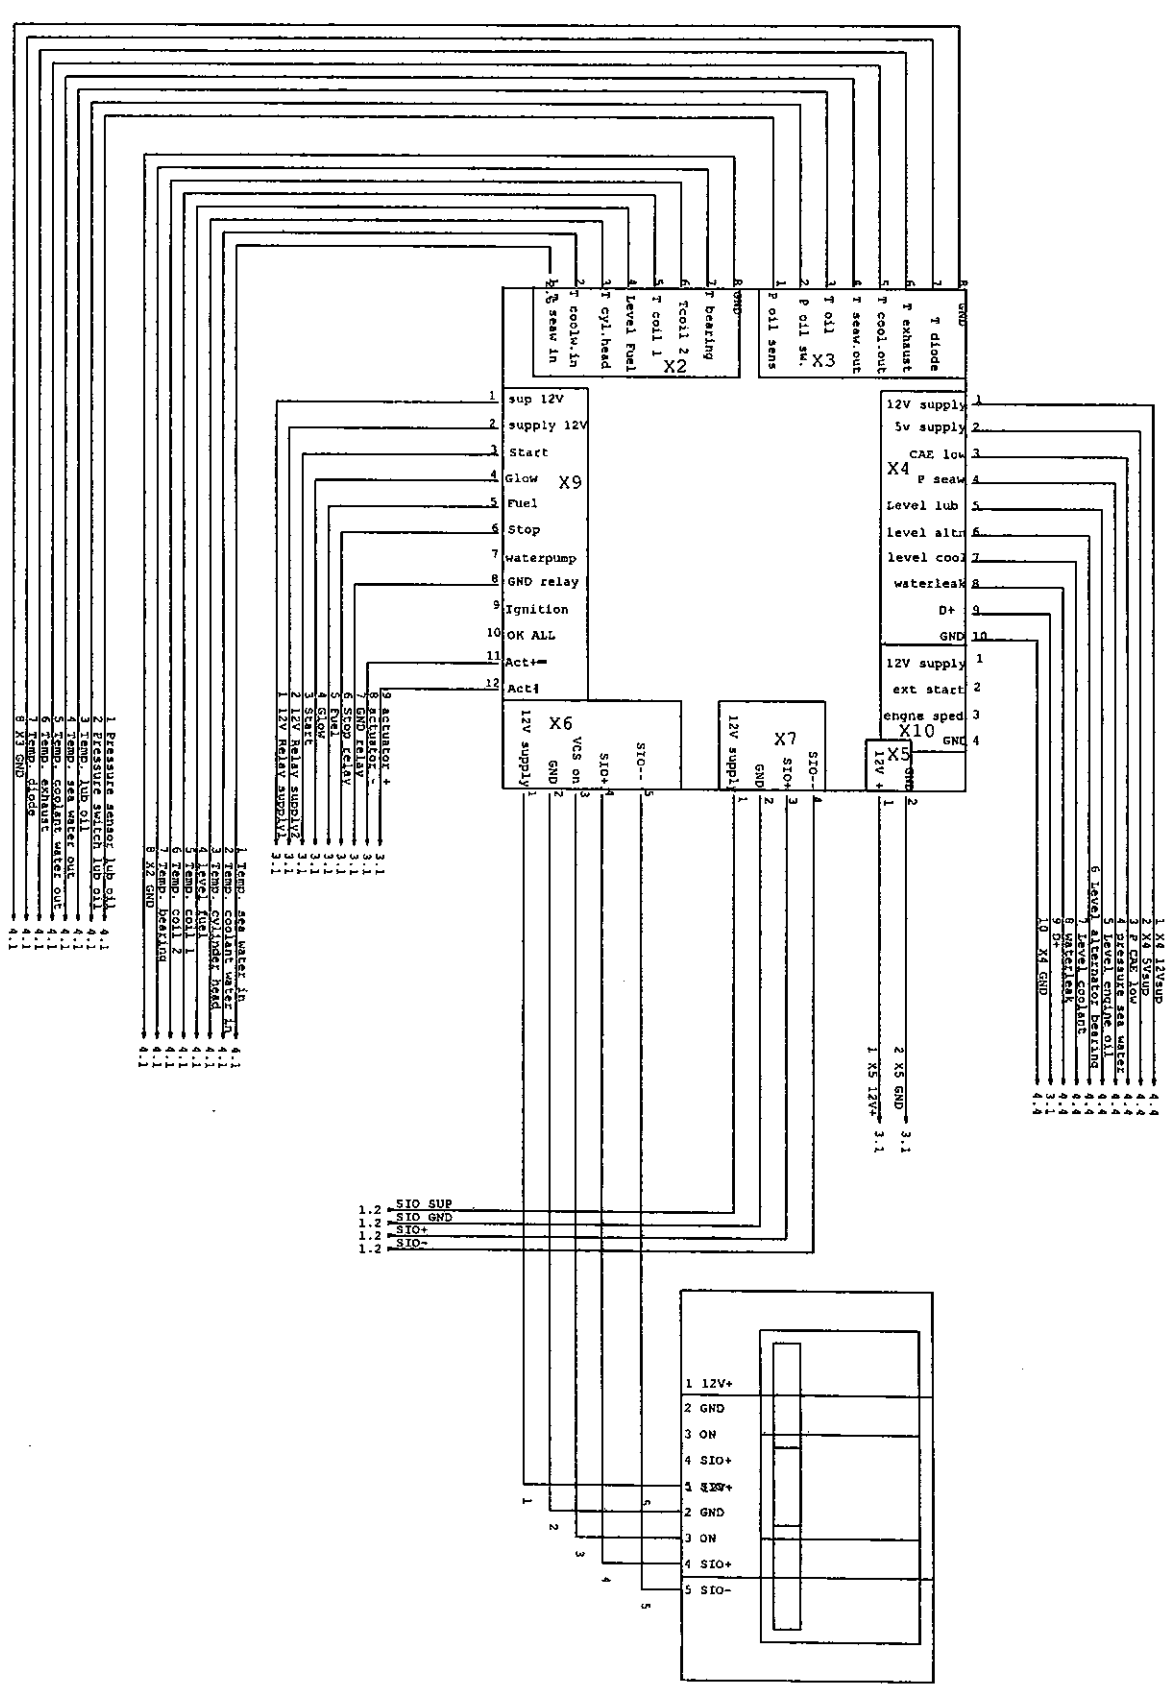 8 GND
7 T diode
6 T exhaust
5 T cool.out
4 T seaw.out
3 T oil
2 P oil sw.
1 P oil sens
X3
8 GND
7 T bearing
6 Tcoil 2
5 T coil 1
4 Level Fuel
3 T cyl.head
2 T coolw.in
1 T seaw in
X2
1 sup 12V
2 supply 12V
3 Start
4 Glow
5 Fuel
6 Stop
7 waterpump
8 GND relay
9 Ignition
10 OK ALL
11 Act+-
12 Act
X9
12V supply 1
5v supply 2
CAE low 3
P seaw 4
Level lub 5
level altn 6
level cool 7
waterleak 8
D+ 9
GND 10
X4
12V supply 1
ext start 2
engne sped 3
GND 4
X10
X5
12V + 1
GND 2
X6
12V supply 1
GND 2
VCS on 3
SIO+ 4
SIO-- 5
X7
12V supply 1
GND 2
SIO+ 3
SIO-- 4
9 actuator +
8 actuator -
7 GND relay
6 Stop relay
5 Fuel
4 Glow
3 Start
2 12V Relay supply2
1 12V Relay supply1
3.1
3.1
3.1
3.1
3.1
3.1
3.1
3.1
3.1
1 Pressure sensor lub oil
2 Pressure switch lub oil
3 Temp. lub oil
4 Temp. sea water out
5 Temp. coolant water out
6 Temp. exhaust
7 Temp. diode
8 X3 GND
4.1
4.1
4.1
4.1
4.1
4.1
4.1
4.1
1 Temp. sea water in
2 Temp. coolant water in
3 Temp. cylinder head
4 level fuel
5 Temp. coil 1
6 Temp. coil 2
7 Temp. bearing
8 X2 GND
4.1
4.1
4.1
4.1
4.1
4.1
4.1
4.1
1 X4 12Vsup
2 X4 5Vsup
3 P CAE low
4 pressure sea water
5 Level engine oil
6 Level alternator bearing
7 Level coolant
8 waterleak
9 D+
10 X4 GND
4.4
4.4
4.4
4.4
4.4
4.4
4.4
4.4
3.1
4.4
2 X5 GND
1 X5 12V+
3.1
3.1
1.2 SIO SUP
1.2 SIO GND
1.2 SIO+
1.2 SIO-
1 12V+
2 GND
3 ON
4 SIO+
2 GND
3 ON
4 SIO+
5 SIO-
1
2
3
4
5